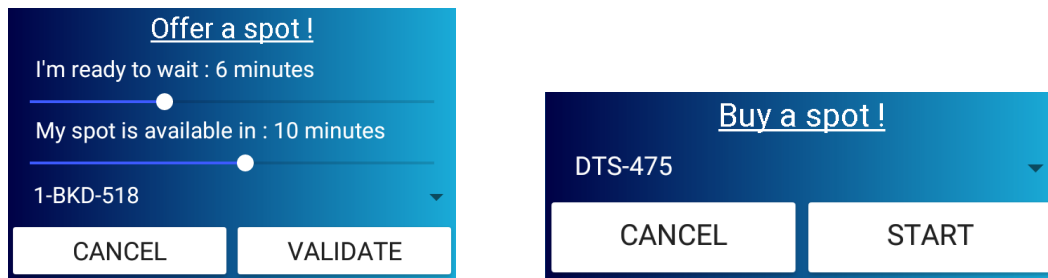 Offer a spot !
I'm ready to wait : 6 minutes
My spot is available in : 10 minutes
1-BKD-518
CANCEL
VALIDATE
Buy a spot !
DTS-475
CANCEL
START